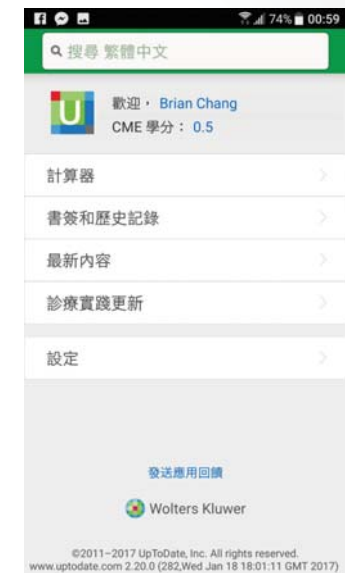 74% 00:59
搜尋 繁體中文
U 歡迎, Brian Chang
CME 學分： 0.5
計算器
書簽和歷史記錄
最新內容
診療實踐更新
設定
發送應用回饋
Wolters Kluwer
©2011–2017 UpToDate, Inc. All rights reserved.
www.uptodate.com 2.20.0 (282,Wed Jan 18 18:01:11 GMT 2017)